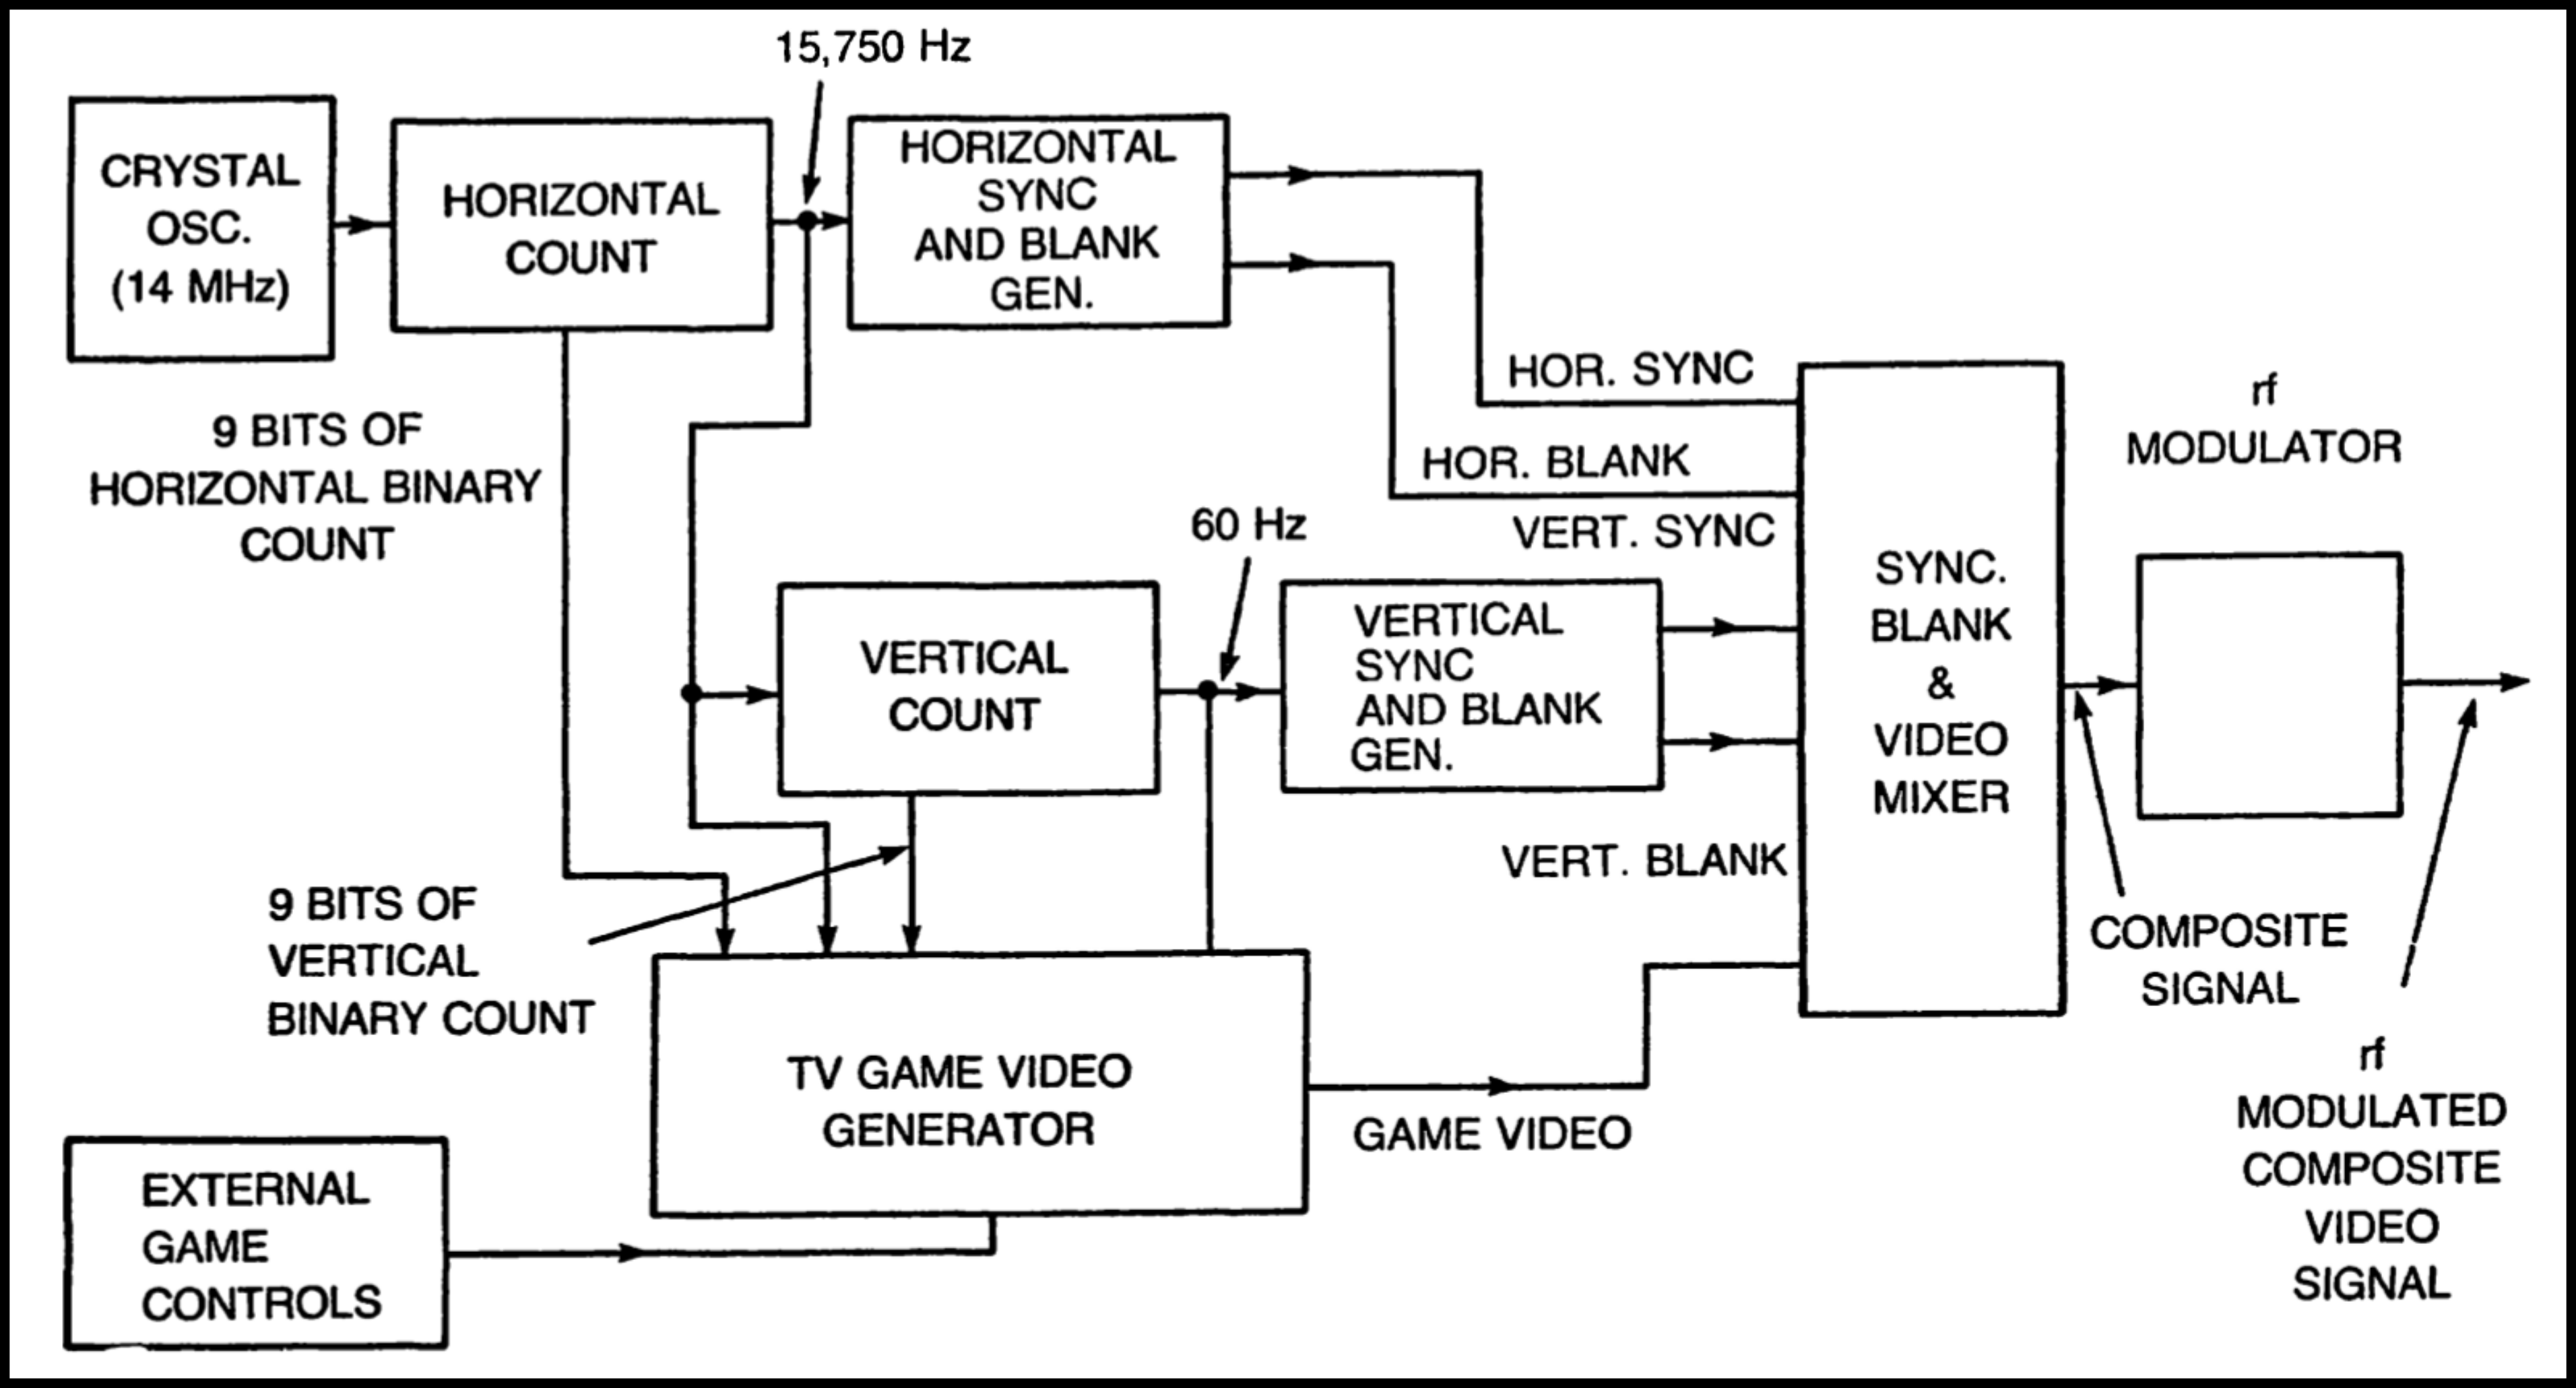 15,750 Hz
CRYSTAL
OSC.
(14 MHz)
HORIZONTAL
COUNT
HORIZONTAL
SYNC
AND BLANK
GEN.
9 BITS OF
HORIZONTAL BINARY
COUNT
HOR. SYNC
HOR. BLANK
VERT. SYNC
60 Hz
VERTICAL
COUNT
VERTICAL
SYNC
AND BLANK
GEN.
VERT. BLANK
SYNC.
BLANK
&
VIDEO
MIXER
rf
MODULATOR
9 BITS OF
VERTICAL
BINARY COUNT
TV GAME VIDEO
GENERATOR
GAME VIDEO
COMPOSITE
SIGNAL
rf
MODULATED
COMPOSITE
VIDEO
SIGNAL
EXTERNAL
GAME
CONTROLS